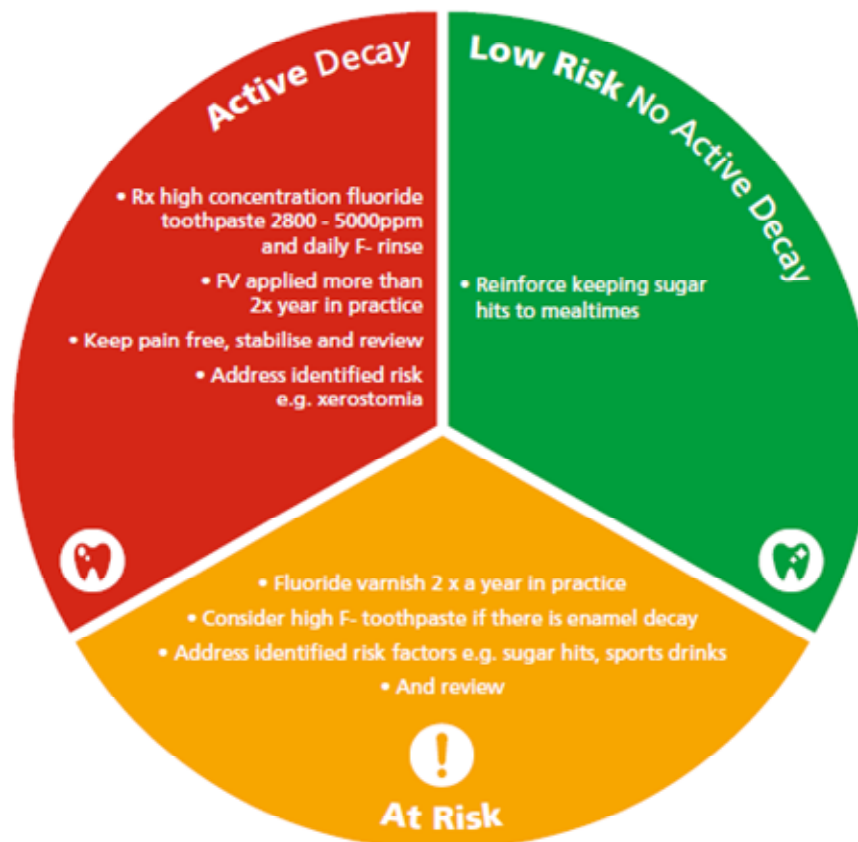 Active Decay
• Rx high concentration fluoride
toothpaste 2800 - 5000ppm
and daily F- rinse
• FV applied more than
2x year in practice
• Keep pain free, stabilise and review
• Address identified risk
e.g. xerostomia
Low Risk No Active Decay
• Reinforce keeping sugar
hits to mealtimes
• Fluoride varnish 2 x a year in practice
• Consider high F- toothpaste if there is enamel decay
• Address identified risk factors e.g. sugar hits, sports drinks
• And review
!
At Risk